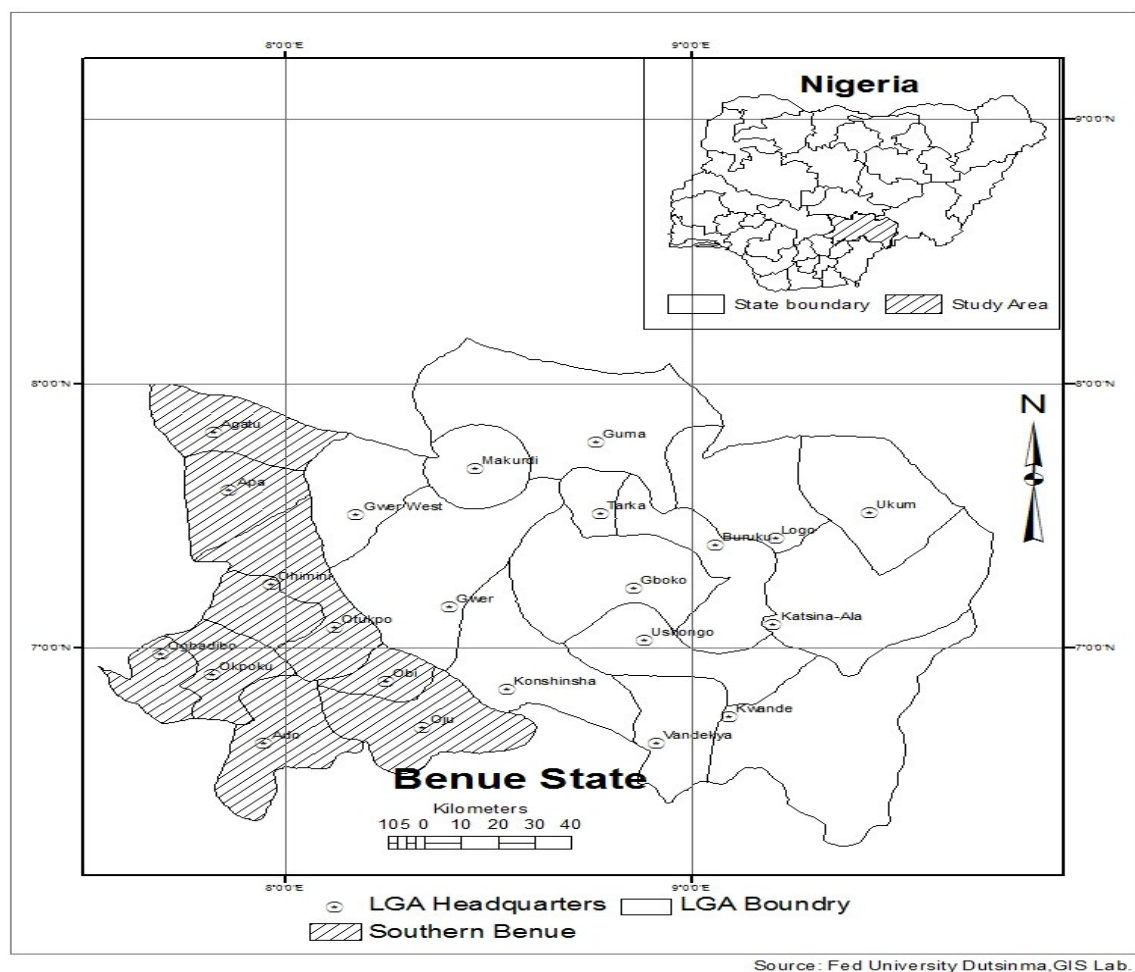 8°0'0"E 9°0'0"E
Nigeria
9°0'0"N
State boundary Study Area
8°0'0"N 8°0'0"N
N
Agatu
Guma
Makurdi
Apa
Gwer West
Tarka
Ukum
Buruku
Logo
Ohimini
Gboko
Gwer
Otukpo
Katsina-Ala
Ushongo
Ogbadibo
7°0'0"N 7°0'0"N
Okpoku
Obi
Konshinsha
Kwande
Oju
Ado
Vandekya
Benue State
Kilometers
10 5 0 10 20 30 40
8°0'0"E 9°0'0"E
LGA Headquarters LGA Boundry
Southern Benue
Source: Fed University Dutsinma,GIS Lab.